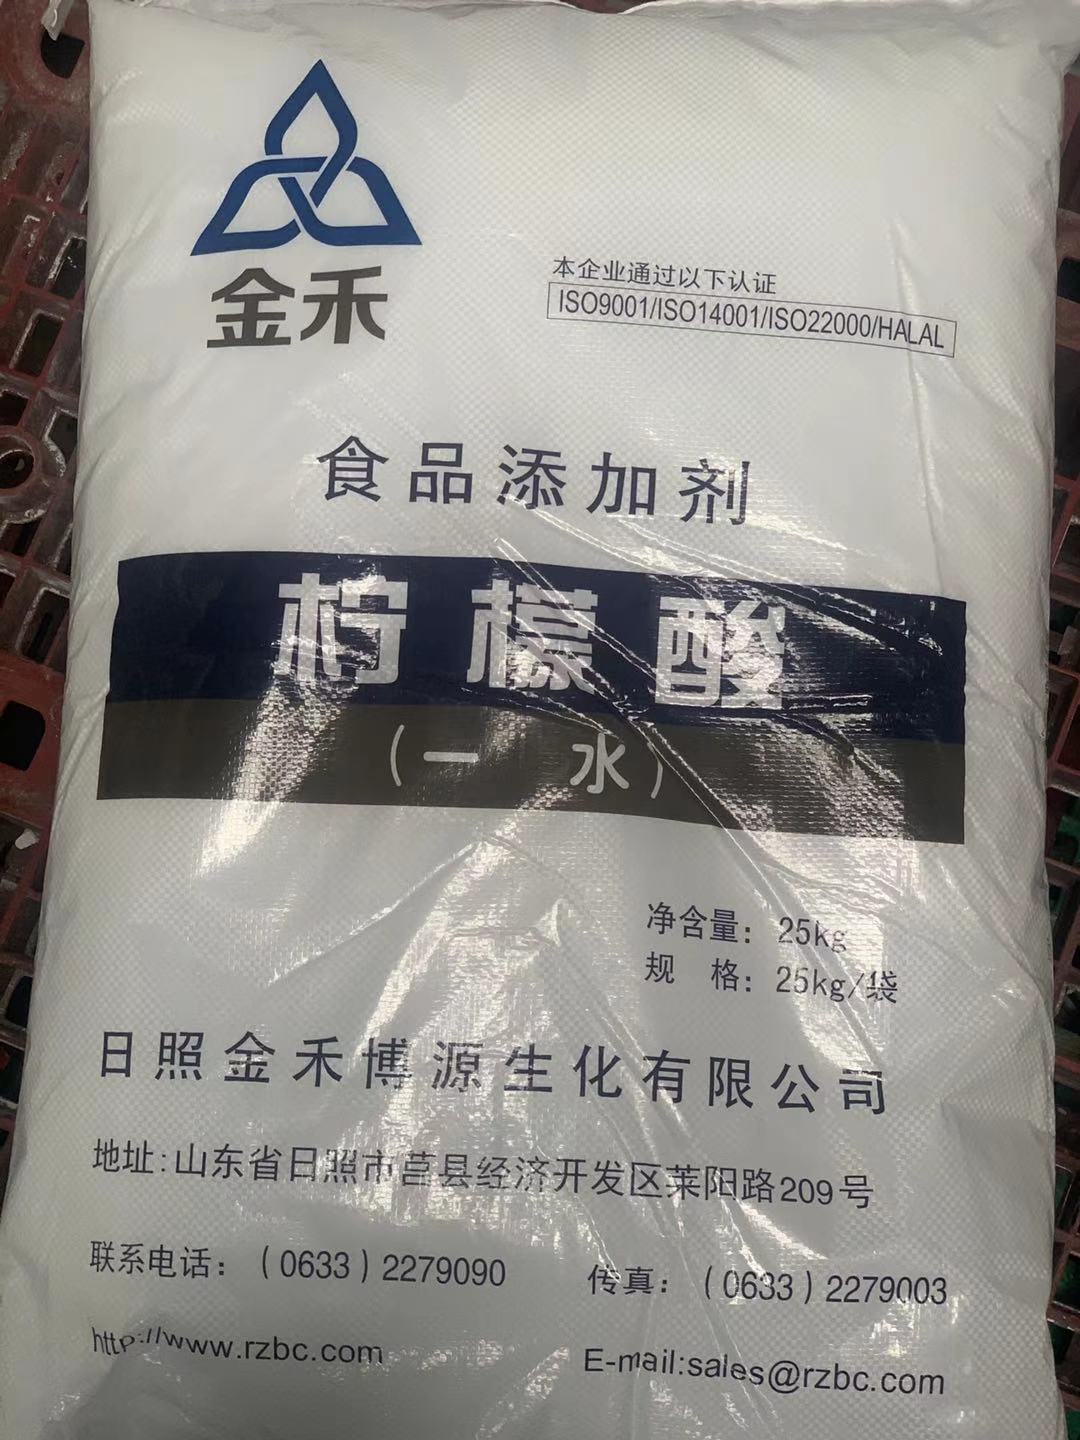 金禾
本企业通过以下认证
ISO9001/ISO14001/ISO22000/HALAL
食品添加剂
柠檬酸
（一 水）
净含量：25kg
规 格：25kg/袋
日照金禾博源生化有限公司
地址:山东省日照市莒县经济开发区莱阳路209号
联系电话：（0633）2279090 传真：（0633）2279003
http://www.rzbc.com E-mail:sales@rzbc.com